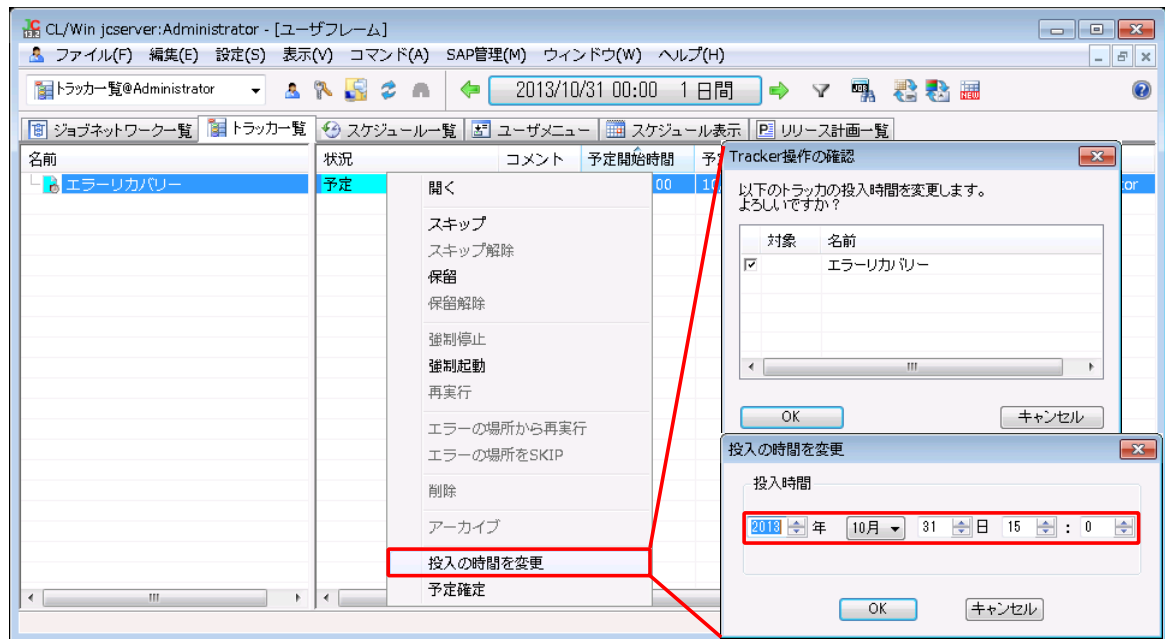 CL/Win jcserver:Administrator - [ユーザフレーム]
ファイル(F) 編集(E) 設定(S) 表示(V) コマンド(A) SAP管理(M) ウィンドウ(W) ヘルプ(H)
トラッカ一覧@Administrator 2013/10/31 00:00 1 日間
ジョブネットワーク一覧 トラッカ一覧 スケジュール一覧 ユーザメニュー スケジュール表示 リリース計画一覧
名前 状況 コメント 予定開始時間
エラーリカバリー 予定 00 10 or
開く
スキップ
スキップ解除
保留
保留解除
強制停止
強制起動
再実行
エラーの場所から再実行
エラーの場所をSKIP
削除
アーカイブ
投入の時間を変更
予定確定
Tracker操作の確認
以下のトラッカの投入時間を変更します。
よろしいですか？
対象 名前
エラーリカバリー
OK キャンセル
投入の時間を変更
投入時間
2013 年 10月 31 日 15 : 0
OK キャンセル